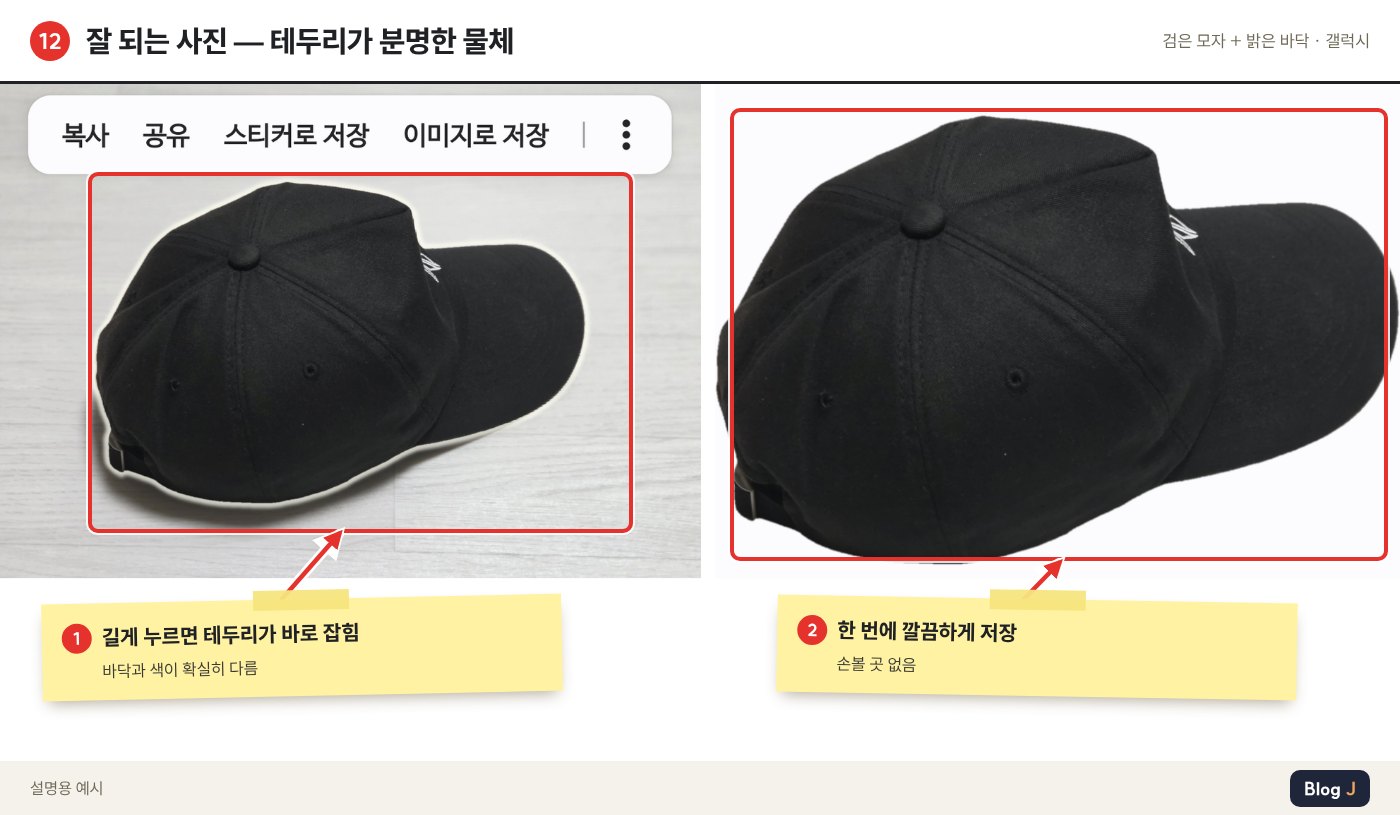 12 잘 되는 사진 — 테두리가 분명한 물체
검은 모자 + 밝은 바닥 · 갤럭시
복사 공유 스티커로 저장 이미지로 저장
1 길게 누르면 테두리가 바로 잡힘
바닥과 색이 확실히 다름
2 한 번에 깔끔하게 저장
손볼 곳 없음
설명용 예시
Blog J